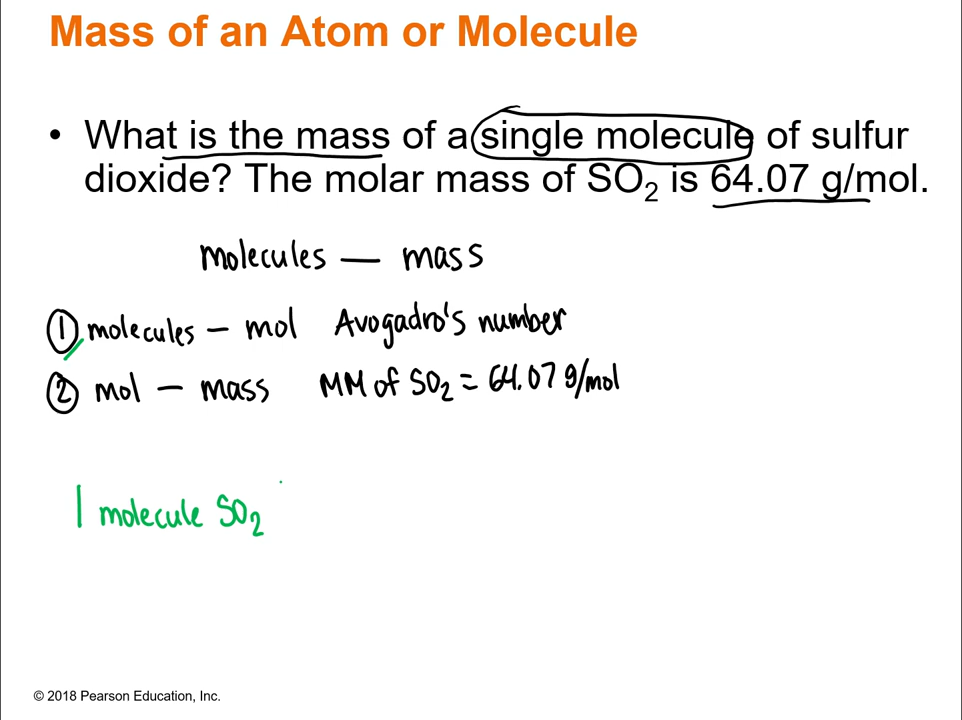 Mass of an Atom or Molecule
• What is the mass of a single molecule of sulfur
dioxide? The molar mass of SO₂ is 64.07 g/mol.
molecules — mass
① molecules – mol Avogadro's number
② mol – mass MM of SO₂ = 64.07 g/mol
1 molecule SO₂
© 2018 Pearson Education, Inc.